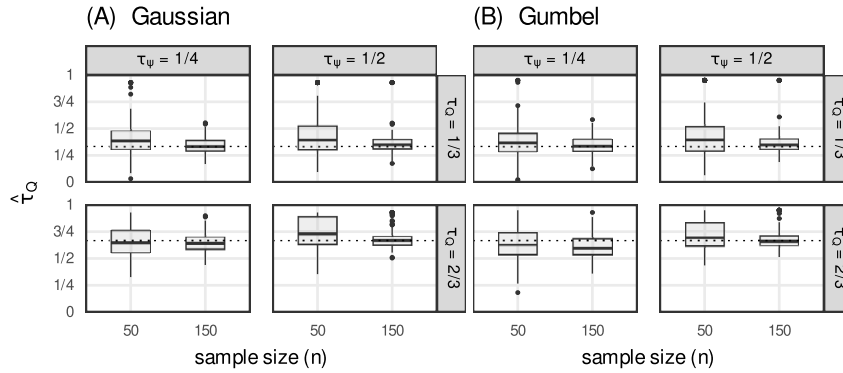 (A) Gaussian
(B) Gumbel
τψ = 1/4
τψ = 1/2
τψ = 1/4
τψ = 1/2
1
3/4
1/2
1/4
0
τQ = 1/3
τQ = 1/3
τ̂Q
1
3/4
1/2
1/4
0
τQ = 2/3
τQ = 2/3
50
150
50
150
50
150
50
150
sample size (n)
sample size (n)